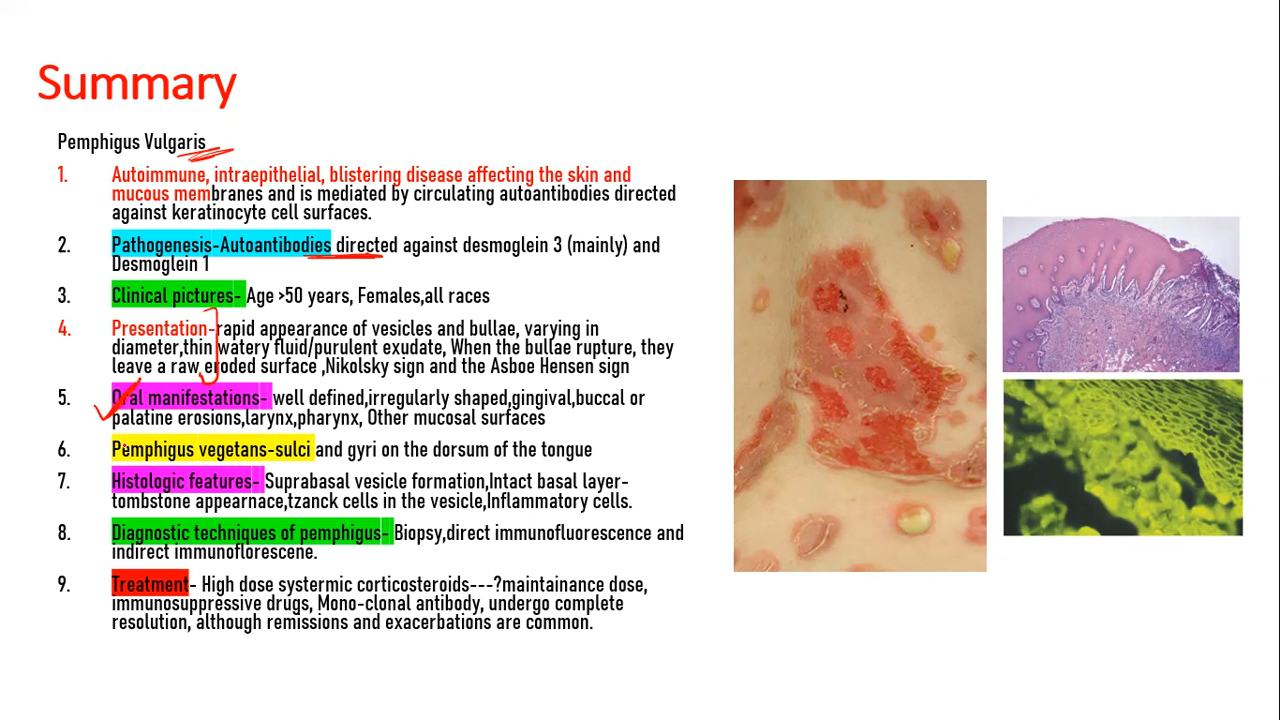 Summary
Pemphigus Vulgaris
1. Autoimmune, intraepithelial, blistering disease affecting the skin and
mucous membranes and is mediated by circulating autoantibodies directed
against keratinocyte cell surfaces.
2. Pathogenesis-Autoantibodies directed against desmoglein 3 (mainly) and
Desmoglein 1
3. Clinical pictures- Age >50 years, Females,all races
4. Presentation-rapid appearance of vesicles and bullae, varying in
diameter,thin watery fluid/purulent exudate, When the bullae rupture, they
leave a raw eroded surface ,Nikolsky sign and the Asboe Hensen sign
5. Oral manifestations- well defined,irregularly shaped,gingival,buccal or
palatine erosions,larynx,pharynx, Other mucosal surfaces
6. Pemphigus vegetans-sulci and gyri on the dorsum of the tongue
7. Histologic features- Suprabasal vesicle formation,Intact basal layer-
tombstone appearnace,tzanck cells in the vesicle,Inflammatory cells.
8. Diagnostic techniques of pemphigus- Biopsy,direct immunofluorescence and
indirect immunoflorescene.
9. Treatment- High dose systermic corticosteroids---?maintainance dose,
immunosuppressive drugs, Mono-clonal antibody, undergo complete
resolution, although remissions and exacerbations are common.